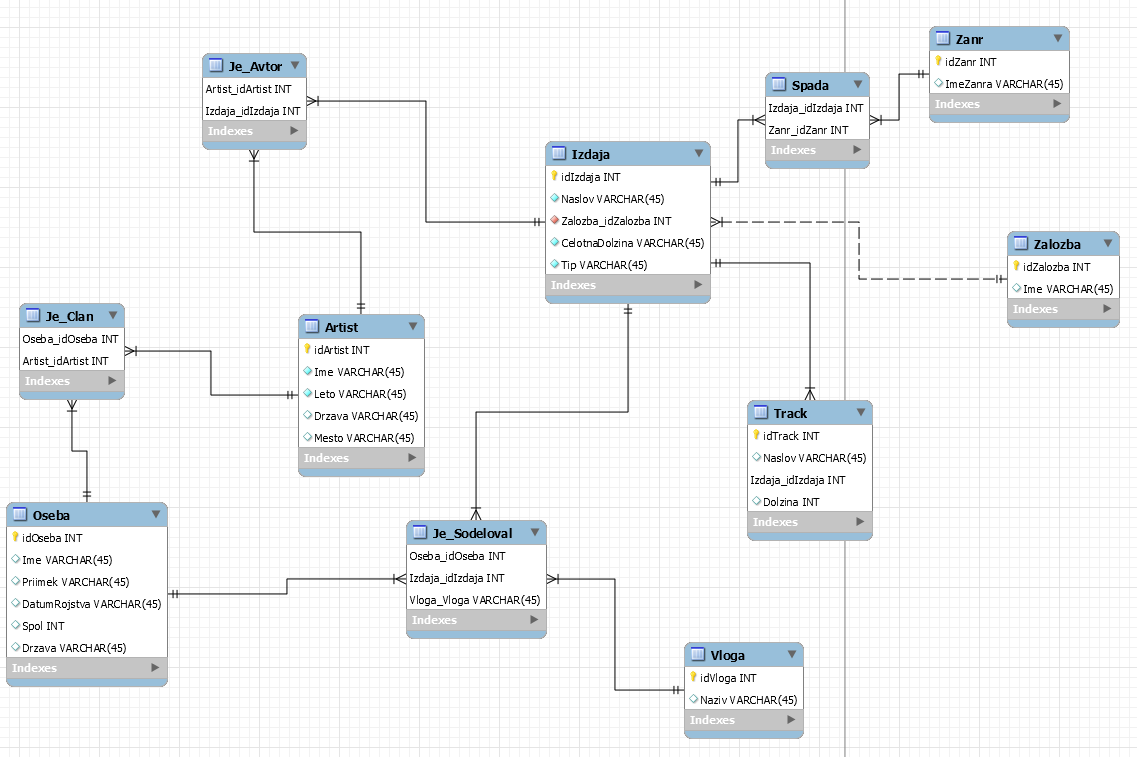 Je_Avtor
Artist_idArtist INT
Izdaja_idIzdaja INT
Indexes
Zanr
idZanr INT
ImeZanra VARCHAR(45)
Indexes
Spada
Izdaja_idIzdaja INT
Zanr_idZanr INT
Indexes
Izdaja
idIzdaja INT
Naslov VARCHAR(45)
Zalozba_idZalozba INT
CelotnaDolzina VARCHAR(45)
Tip VARCHAR(45)
Indexes
Zalozba
idZalozba INT
Ime VARCHAR(45)
Indexes
Je_Clan
Oseba_idOseba INT
Artist_idArtist INT
Indexes
Artist
idArtist INT
Ime VARCHAR(45)
Leto VARCHAR(45)
Drzava VARCHAR(45)
Mesto VARCHAR(45)
Indexes
Track
idTrack INT
Naslov VARCHAR(45)
Izdaja_idIzdaja INT
Dolzina INT
Indexes
Oseba
idOseba INT
Ime VARCHAR(45)
Priimek VARCHAR(45)
DatumRojstva VARCHAR(45)
Spol INT
Drzava VARCHAR(45)
Indexes
Je_Sodeloval
Oseba_idOseba INT
Izdaja_idIzdaja INT
Vloga_Vloga VARCHAR(45)
Indexes
Vloga
idVloga INT
Naziv VARCHAR(45)
Indexes